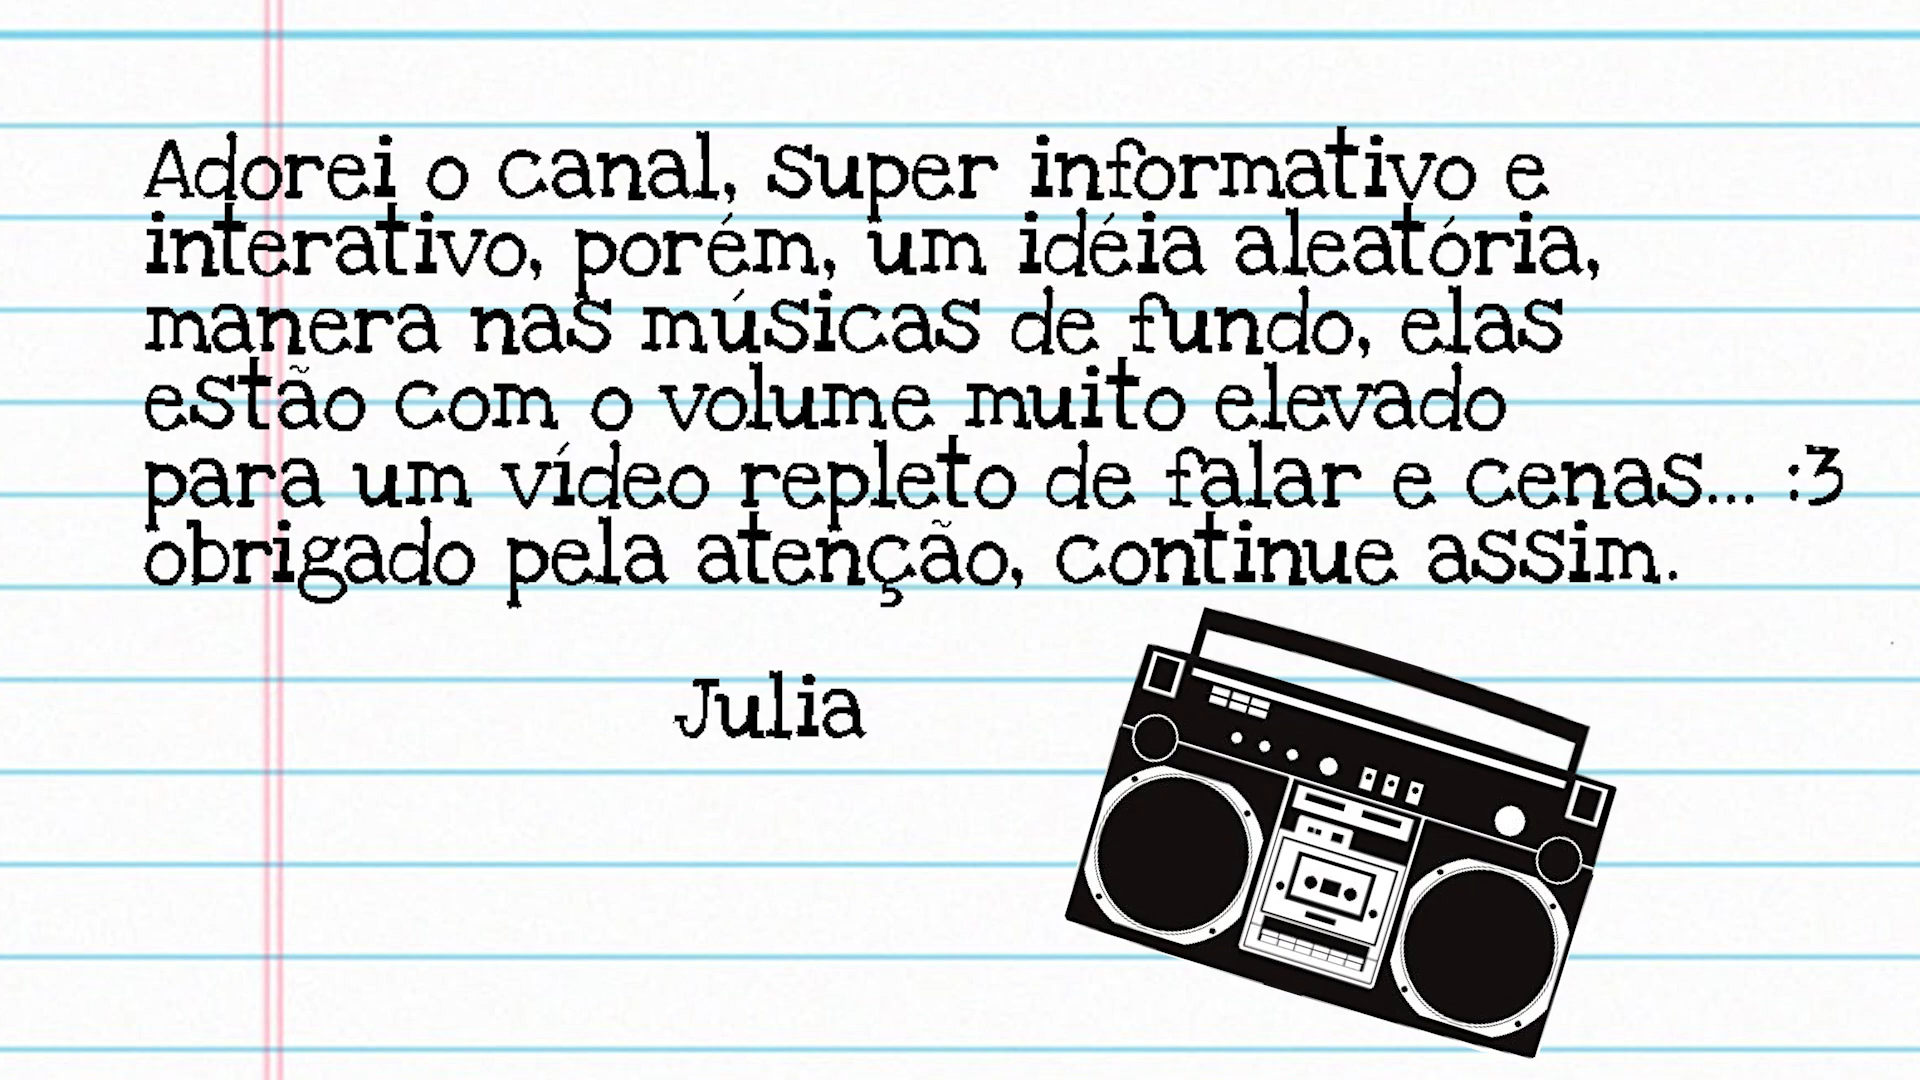 Adorei o canal, super informativo e
interativo, porém, um idéia aleatória,
manera nas músicas de fundo, elas
estão com o volume muito elevado
para um vídeo repleto de falar e cenas... :3
obrigado pela atenção, continue assim.
Julia